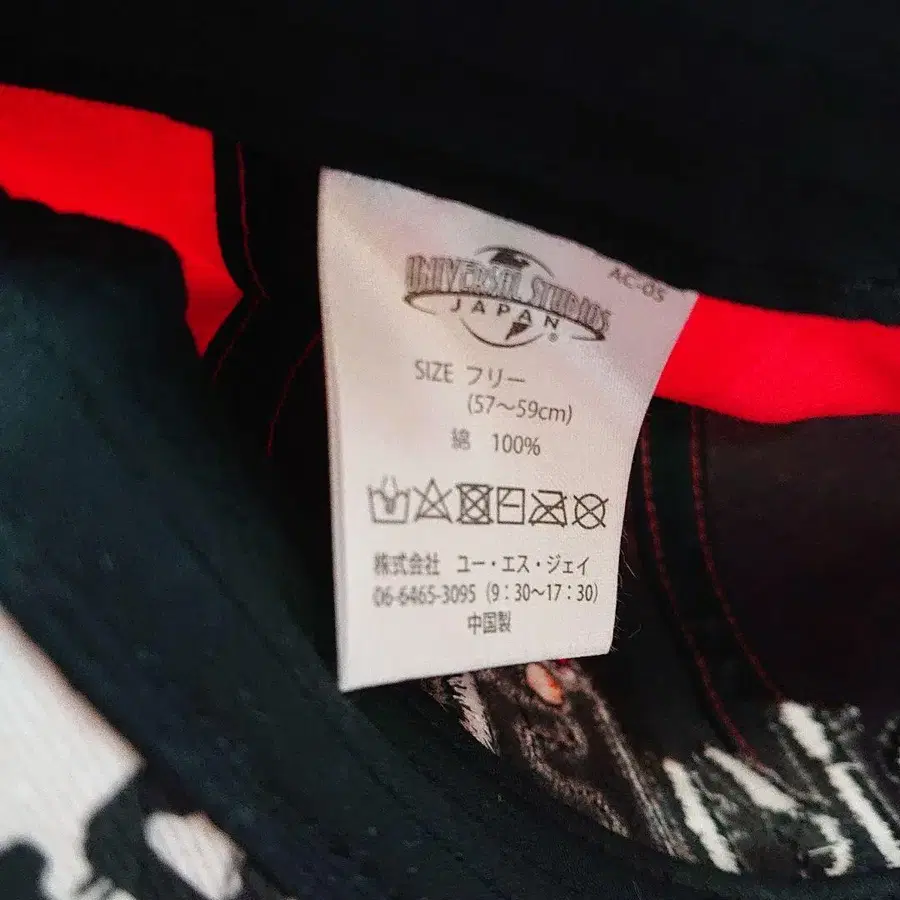 UNIVERSAL STUDIOS
JAPAN
®
AC-05
SIZE フリー
(57〜59cm)
綿 100%
株式会社 ユー・エス・ジェイ
06-6465-3095 (9:30〜17:30)
中国製